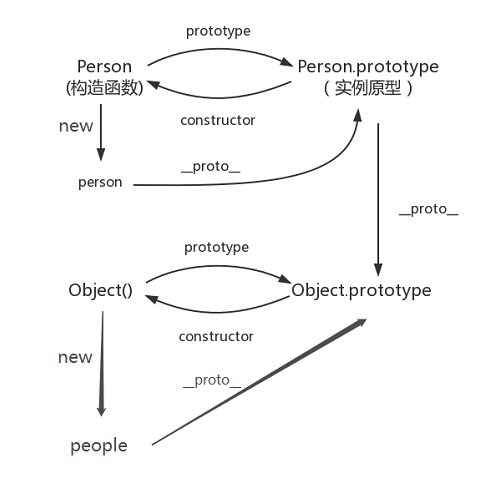 prototype
Person
(构造函数)
Person.prototype
（ 实例原型 ）
constructor
new
person
__proto__
__proto__
prototype
Object()
Object.prototype
constructor
new
__proto__
people